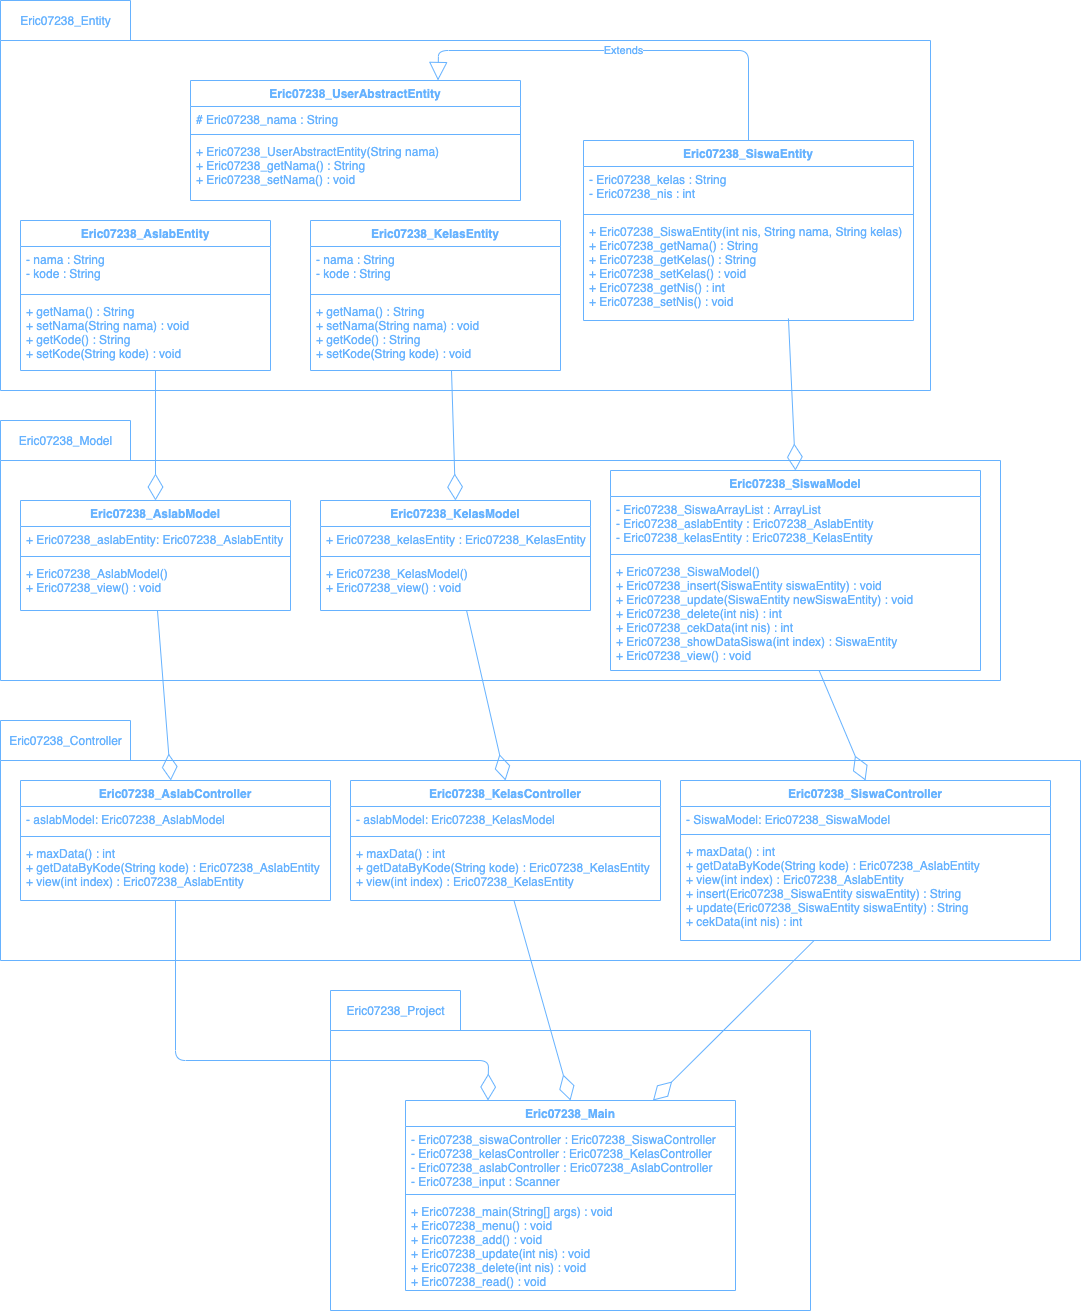 Eric07238_Entity
Extends
Eric07238_UserAbstractEntity
# Eric07238_nama : String
+ Eric07238_UserAbstractEntity(String nama)
+ Eric07238_getNama() : String
+ Eric07238_setNama() : void
Eric07238_SiswaEntity
- Eric07238_kelas : String
- Eric07238_nis : int
+ Eric07238_SiswaEntity(int nis, String nama, String kelas)
+ Eric07238_getNama() : String
+ Eric07238_getKelas() : String
+ Eric07238_setKelas() : void
+ Eric07238_getNis() : int
+ Eric07238_setNis() : void
Eric07238_AslabEntity
- nama : String
- kode : String
+ getNama() : String
+ setNama(String nama) : void
+ getKode() : String
+ setKode(String kode) : void
Eric07238_KelasEntity
- nama : String
- kode : String
+ getNama() : String
+ setNama(String nama) : void
+ getKode() : String
+ setKode(String kode) : void
Eric07238_Model
Eric07238_AslabModel
+ Eric07238_aslabEntity: Eric07238_AslabEntity
+ Eric07238_AslabModel()
+ Eric07238_view() : void
Eric07238_KelasModel
+ Eric07238_kelasEntity : Eric07238_KelasEntity
+ Eric07238_KelasModel()
+ Eric07238_view() : void
Eric07238_SiswaModel
- Eric07238_SiswaArrayList : ArrayList
- Eric07238_aslabEntity : Eric07238_AslabEntity
- Eric07238_kelasEntity : Eric07238_KelasEntity
+ Eric07238_SiswaModel()
+ Eric07238_insert(SiswaEntity siswaEntity) : void
+ Eric07238_update(SiswaEntity newSiswaEntity) : void
+ Eric07238_delete(int nis) : int
+ Eric07238_cekData(int nis) : int
+ Eric07238_showDataSiswa(int index) : SiswaEntity
+ Eric07238_view() : void
Eric07238_Controller
Eric07238_AslabController
- aslabModel: Eric07238_AslabModel
+ maxData() : int
+ getDataByKode(String kode) : Eric07238_AslabEntity
+ view(int index) : Eric07238_AslabEntity
Eric07238_KelasController
- aslabModel: Eric07238_KelasModel
+ maxData() : int
+ getDataByKode(String kode) : Eric07238_KelasEntity
+ view(int index) : Eric07238_KelasEntity
Eric07238_SiswaController
- SiswaModel: Eric07238_SiswaModel
+ maxData() : int
+ getDataByKode(String kode) : Eric07238_AslabEntity
+ view(int index) : Eric07238_AslabEntity
+ insert(Eric07238_SiswaEntity siswaEntity) : String
+ update(Eric07238_SiswaEntity siswaEntity) : String
+ cekData(int nis) : int
Eric07238_Project
Eric07238_Main
- Eric07238_siswaController : Eric07238_SiswaController
- Eric07238_kelasController : Eric07238_KelasController
- Eric07238_aslabController : Eric07238_AslabController
- Eric07238_input : Scanner
+ Eric07238_main(String[] args) : void
+ Eric07238_menu() : void
+ Eric07238_add() : void
+ Eric07238_update(int nis) : void
+ Eric07238_delete(int nis) : void
+ Eric07238_read() : void